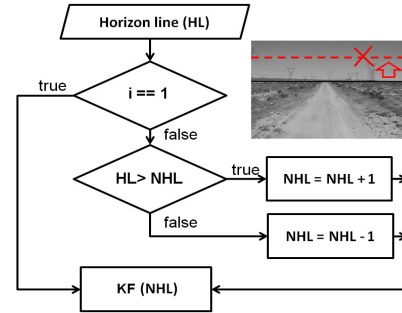 Horizon line (HL)
true
i == 1
false
HL> NHL
true
NHL = NHL + 1
false
NHL = NHL - 1
KF (NHL)